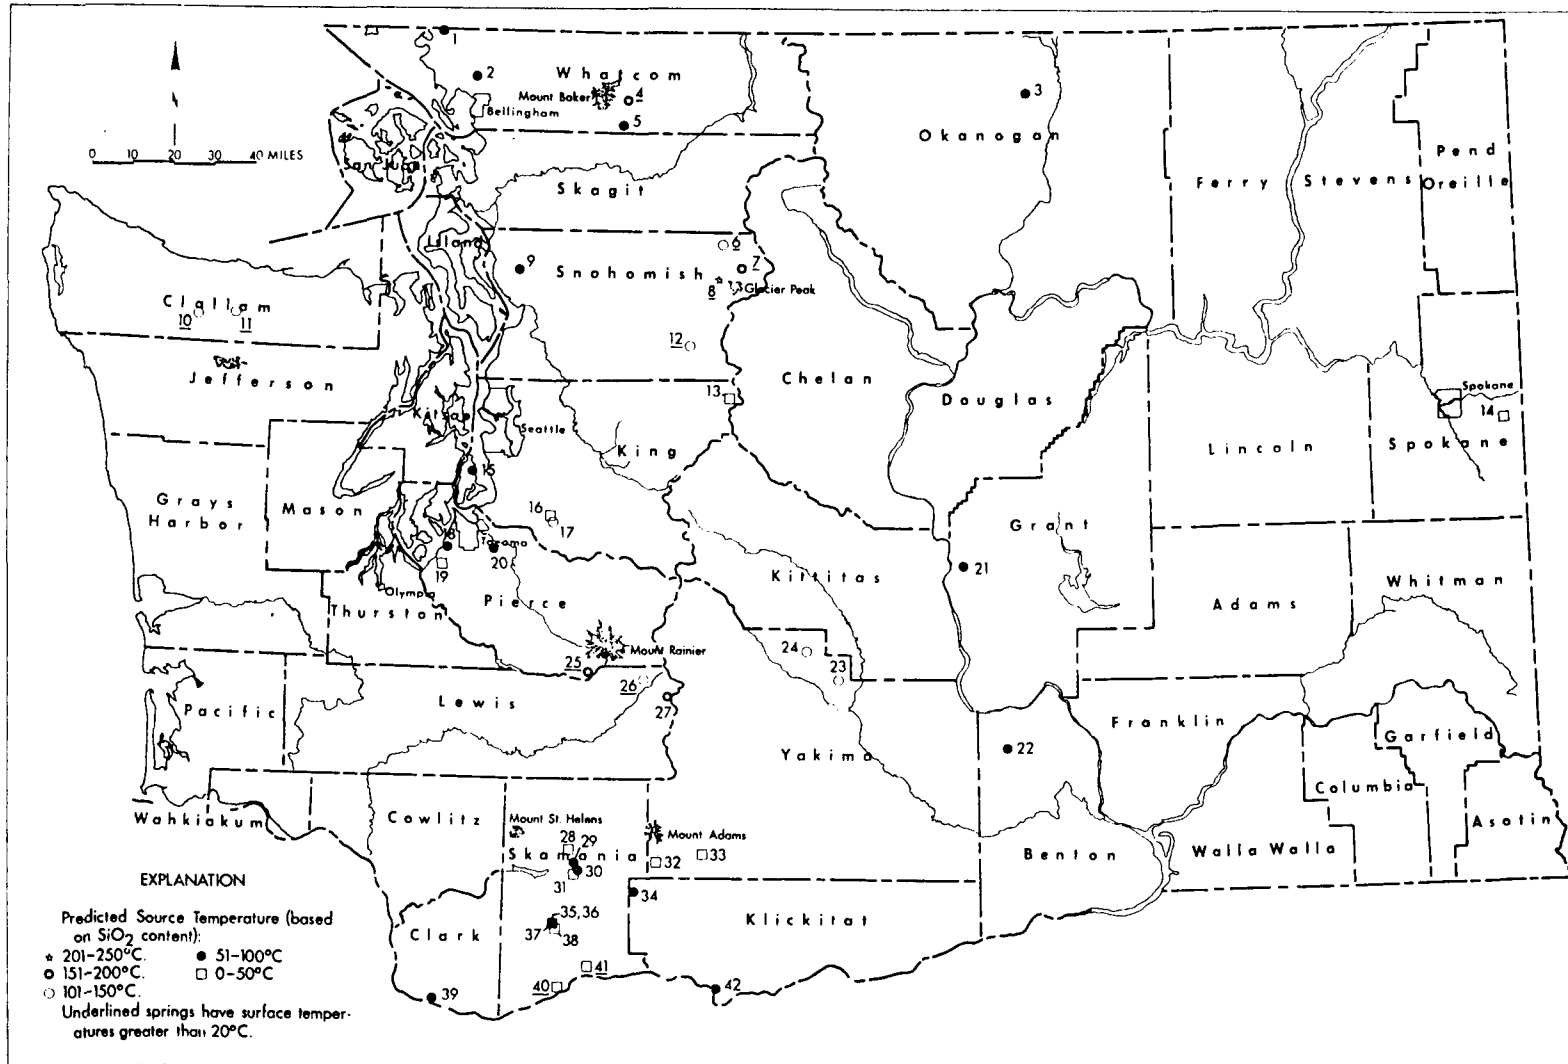 1
2
Whatcom
Mount Baker
4
5
Bellingham
3
Okanogan
Ferry
Stevens
Pend
Oreille
0 10 20 30 40 MILES
San Juan
Skagit
Island
6
7
8
Glacier Peak
9
Snohomish
Clallam
10
11
12
Jefferson
13
Chelan
Douglas
Spokane
14
Spokane
Kitsap
Seattle
King
Lincoln
15
Grays
Harbor
Mason
16
17
Grant
18
Tacoma
19
20
21
Kittitas
Whitman
Olympia
Thurston
Pierce
Adams
Mount Rainier
24
23
25
26
27
Lewis
Pacific
Franklin
Garfield
22
Yakima
Columbia
Asotin
Wahkiakum
Cowlitz
Mount St. Helens
28
29
Skamania
30
31
Mount Adams
32
33
Benton
Walla Walla
34
Klickitat
35, 36
37
38
Clark
39
40
41
42
EXPLANATION
Predicted Source Temperature (based
on SiO2 content):
201-250°C.
51-100°C
151-200°C.
0-50°C
101-150°C.
Underlined springs have surface temper-
atures greater than 20°C.